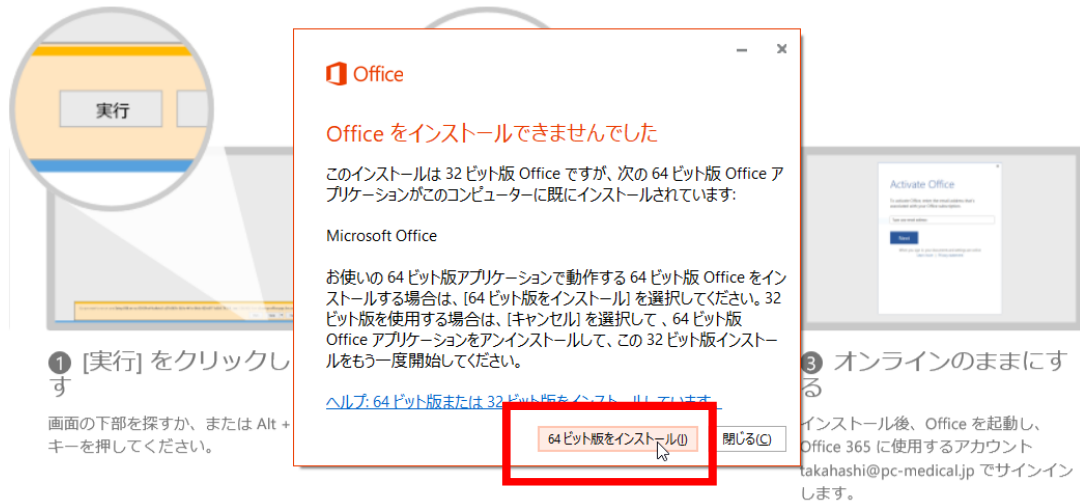 実行
Office
Office をインストールできませんでした
このインストールは 32 ビット版 Office ですが、次の 64 ビット版 Office ア
プリケーションがこのコンピューターに既にインストールされています:
Microsoft Office
お使いの 64 ビット版アプリケーションで動作する 64 ビット版 Office をイン
ストールする場合は、[64 ビット版をインストール] を選択してください。32
ビット版を使用する場合は、[キャンセル] を選択して 、64 ビット版
Office アプリケーションをアンインストールして、この 32 ビット版インストー
ルをもう一度開始してください。
ヘルプ: 64 ビット版または 32 ビット版をインストールしています。
64 ビット版をインストール(I)
閉じる(C)
❶ [実行] をクリックし
す
画面の下部を探すか、または Alt +
キーを押してください。
Activate Office
To activate Office, enter the email address that's
associated with your Office subscription.
Type your email address
Next
❸ オンラインのままにす
る
インストール後、Office を起動し、
Office 365 に使用するアカウント
takahashi@pc-medical.jp でサインイン
します。